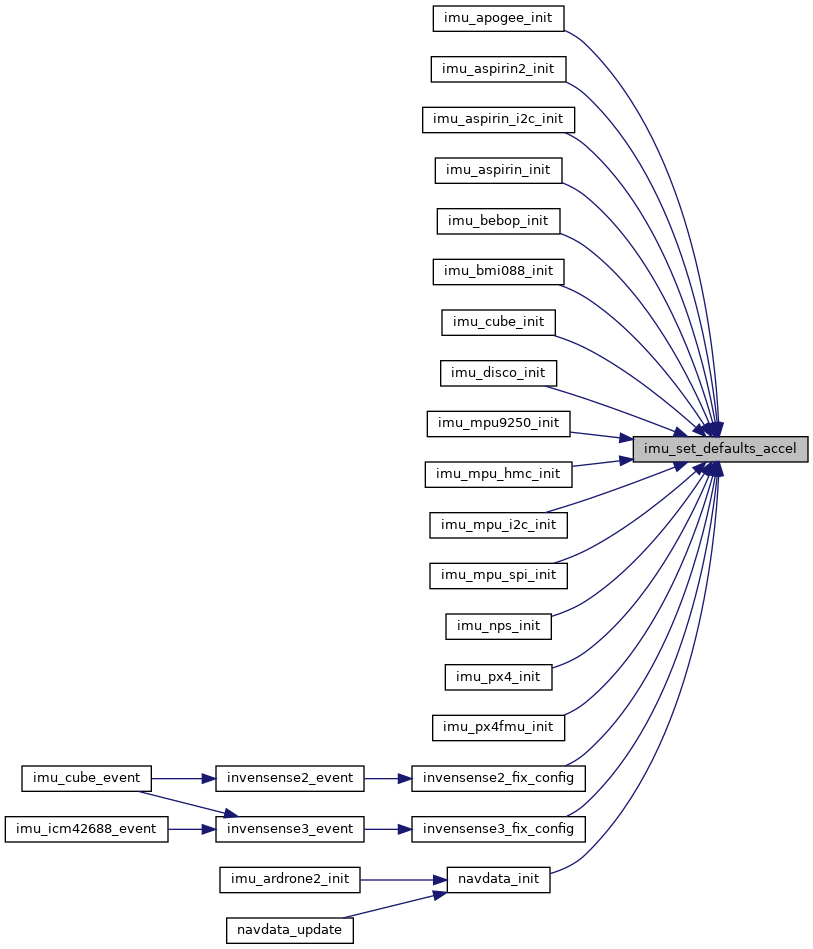 imu_apogee_init
imu_aspirin2_init
imu_aspirin_i2c_init
imu_aspirin_init
imu_bebop_init
imu_bmi088_init
imu_cube_init
imu_disco_init
imu_mpu9250_init
imu_set_defaults_accel
imu_mpu_hmc_init
imu_mpu_i2c_init
imu_mpu_spi_init
imu_nps_init
imu_px4_init
imu_px4fmu_init
imu_cube_event
invensense2_event
invensense2_fix_config
imu_icm42688_event
invensense3_event
invensense3_fix_config
imu_ardrone2_init
navdata_init
navdata_update